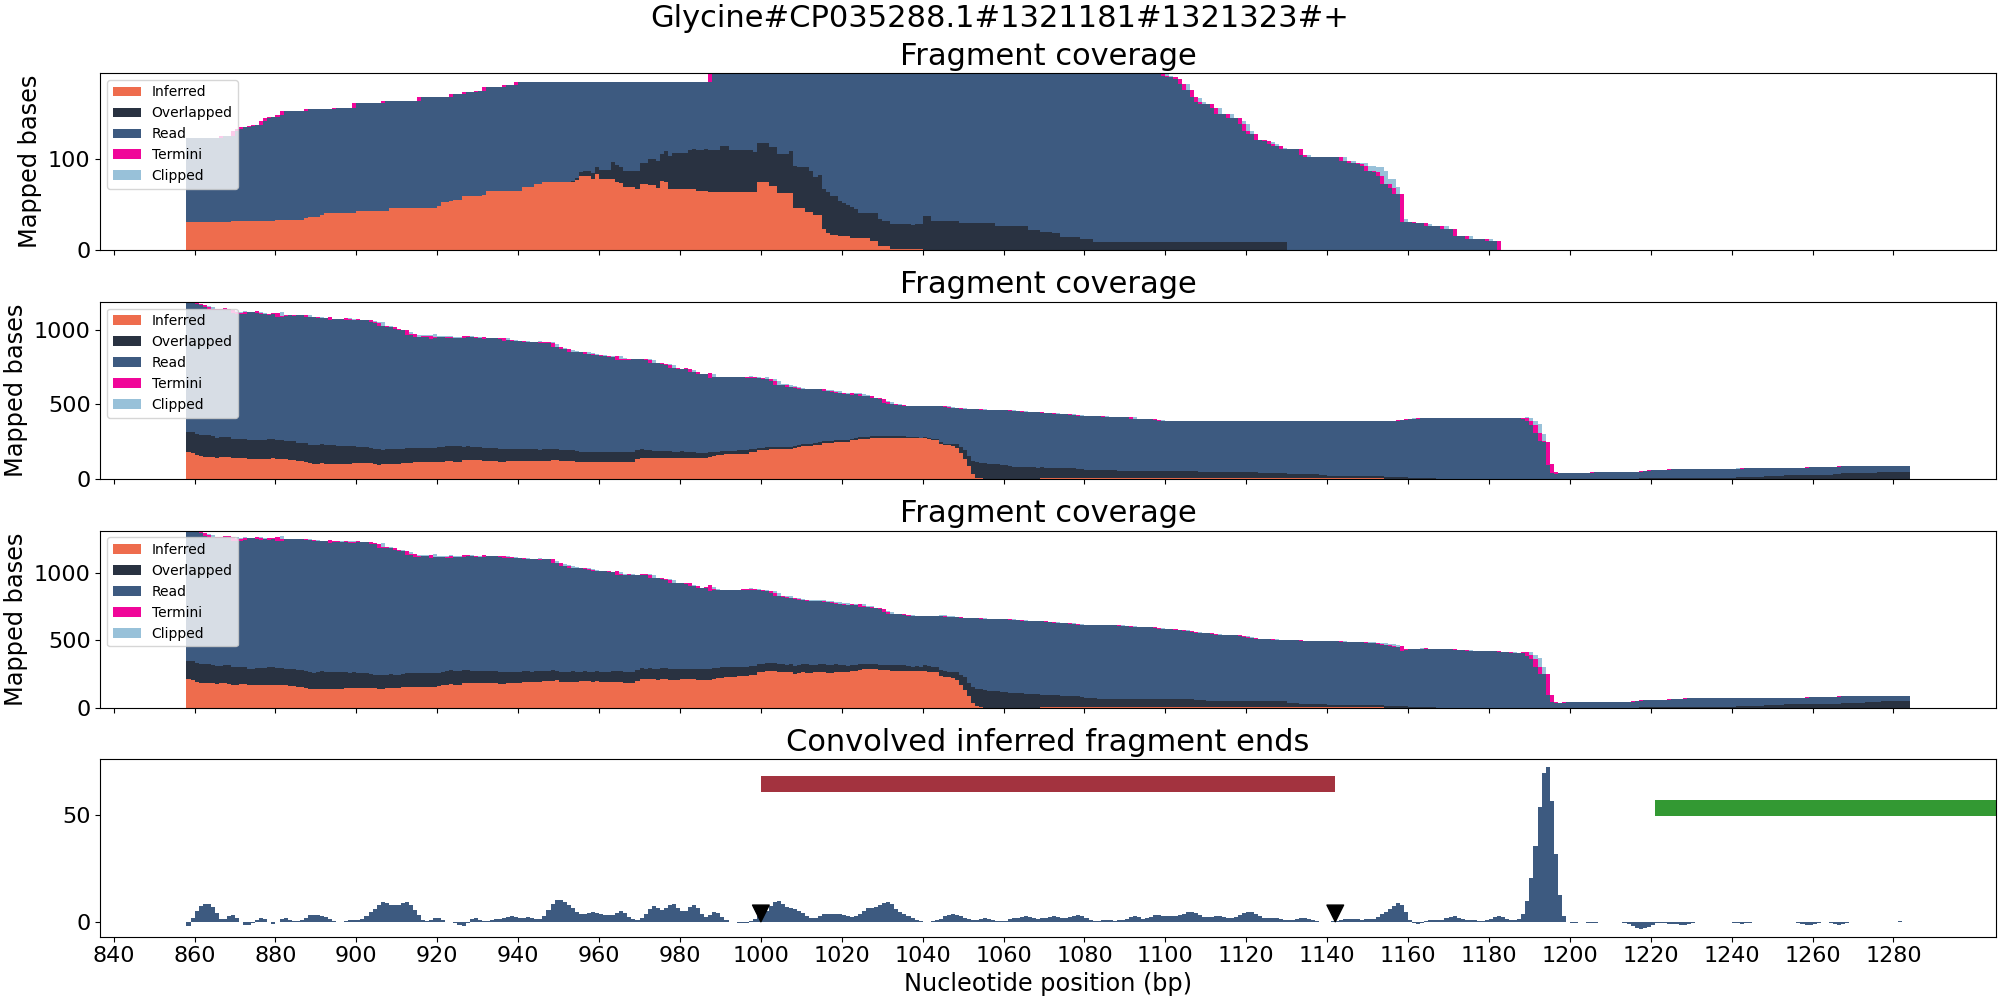 Glycine#CP035288.1#1321181#1321323#+
Fragment coverage
Mapped bases
100
0
Inferred
Overlapped
Read
Termini
Clipped
Fragment coverage
Mapped bases
1000
500
0
Inferred
Overlapped
Read
Termini
Clipped
Fragment coverage
Mapped bases
1000
500
0
Inferred
Overlapped
Read
Termini
Clipped
Convolved inferred fragment ends
50
0
840 860 880 900 920 940 960 980 1000 1020 1040 1060 1080 1100 1120 1140 1160 1180 1200 1220 1240 1260 1280
Nucleotide position (bp)